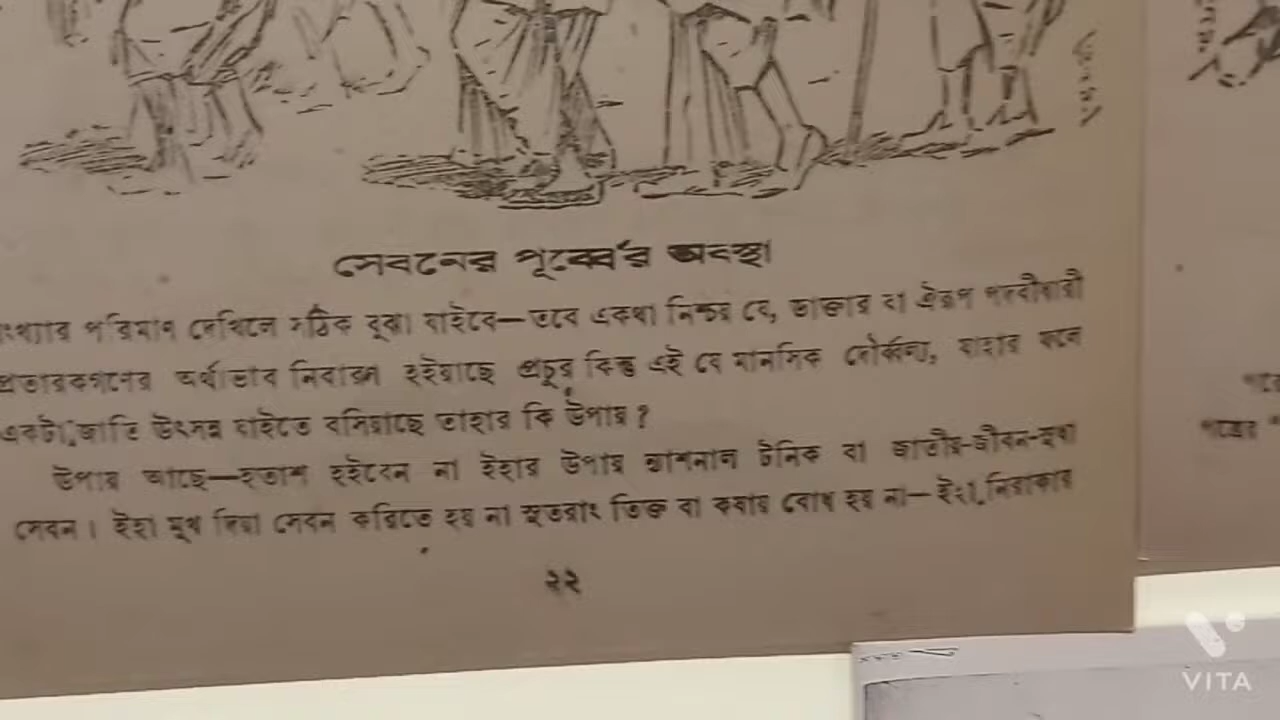 সেবনের পূর্ব্বের অবস্থা
পরিমাণ দেখিলে সঠিক বুঝা যাইবে—তবে একথা নিশ্চয় যে, ডাক্তার বা ঐরূপ পদবীধারী
প্রতারকগণের অর্থাভাব নিবারণ হইয়াছে প্রচুর কিন্তু এই যে মানসিক দৌর্ব্বল্য, যাহার ফলে
একটা জাতি উৎসন্ন যাইতে বসিয়াছে তাহার কি উপায় ?
উপায় আছে—হতাশ হইবেন না ইহার উপায় ন্যাশনাল টনিক বা জাতীয়-জীবন-সুধা
সেবন । ইহা মুখ দিয়া সেবন করিতে হয় না সুতরাং তিক্ত বা কষায় বোধ হয় না— ইহা নিরাকার
২২
VITA